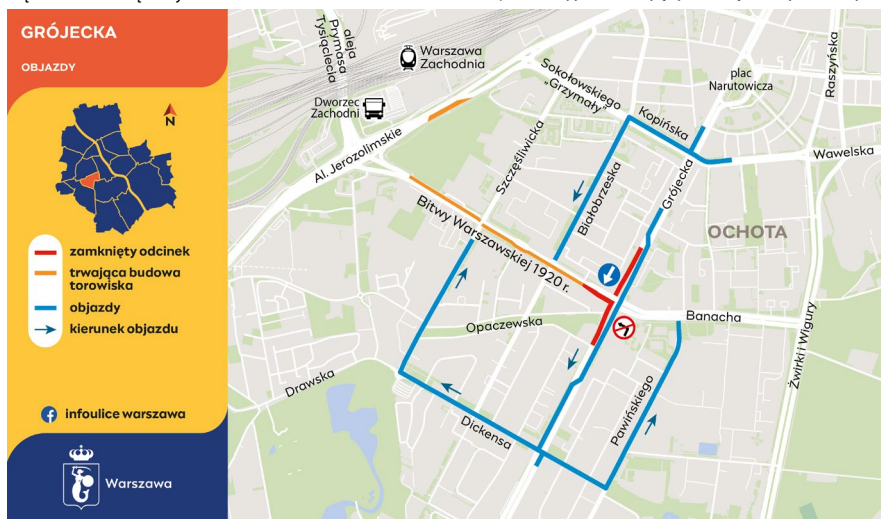 GRÓJECKA
OBJAZDY
N
zamknięty odcinek
trwająca budowa
torowiska
objazdy
kierunek objazdu
infoulice warszawa
Warszawa
aleja
Prymasa
Tysiąclecia
Warszawa
Zachodnia
Dworzec
Zachodni
Al. Jerozolimskie
Sokołowskiego
„Grzymały”
Kopińska
plac
Narutowicza
Raszyńska
Wawelska
Szczęśliwicka
Białobrzeska
Grójecka
OCHOTA
Bitwy Warszawskiej 1920 r.
Opaczewska
Banacha
Żwirki i Wigury
Drawska
Dickensa
Pawińskiego